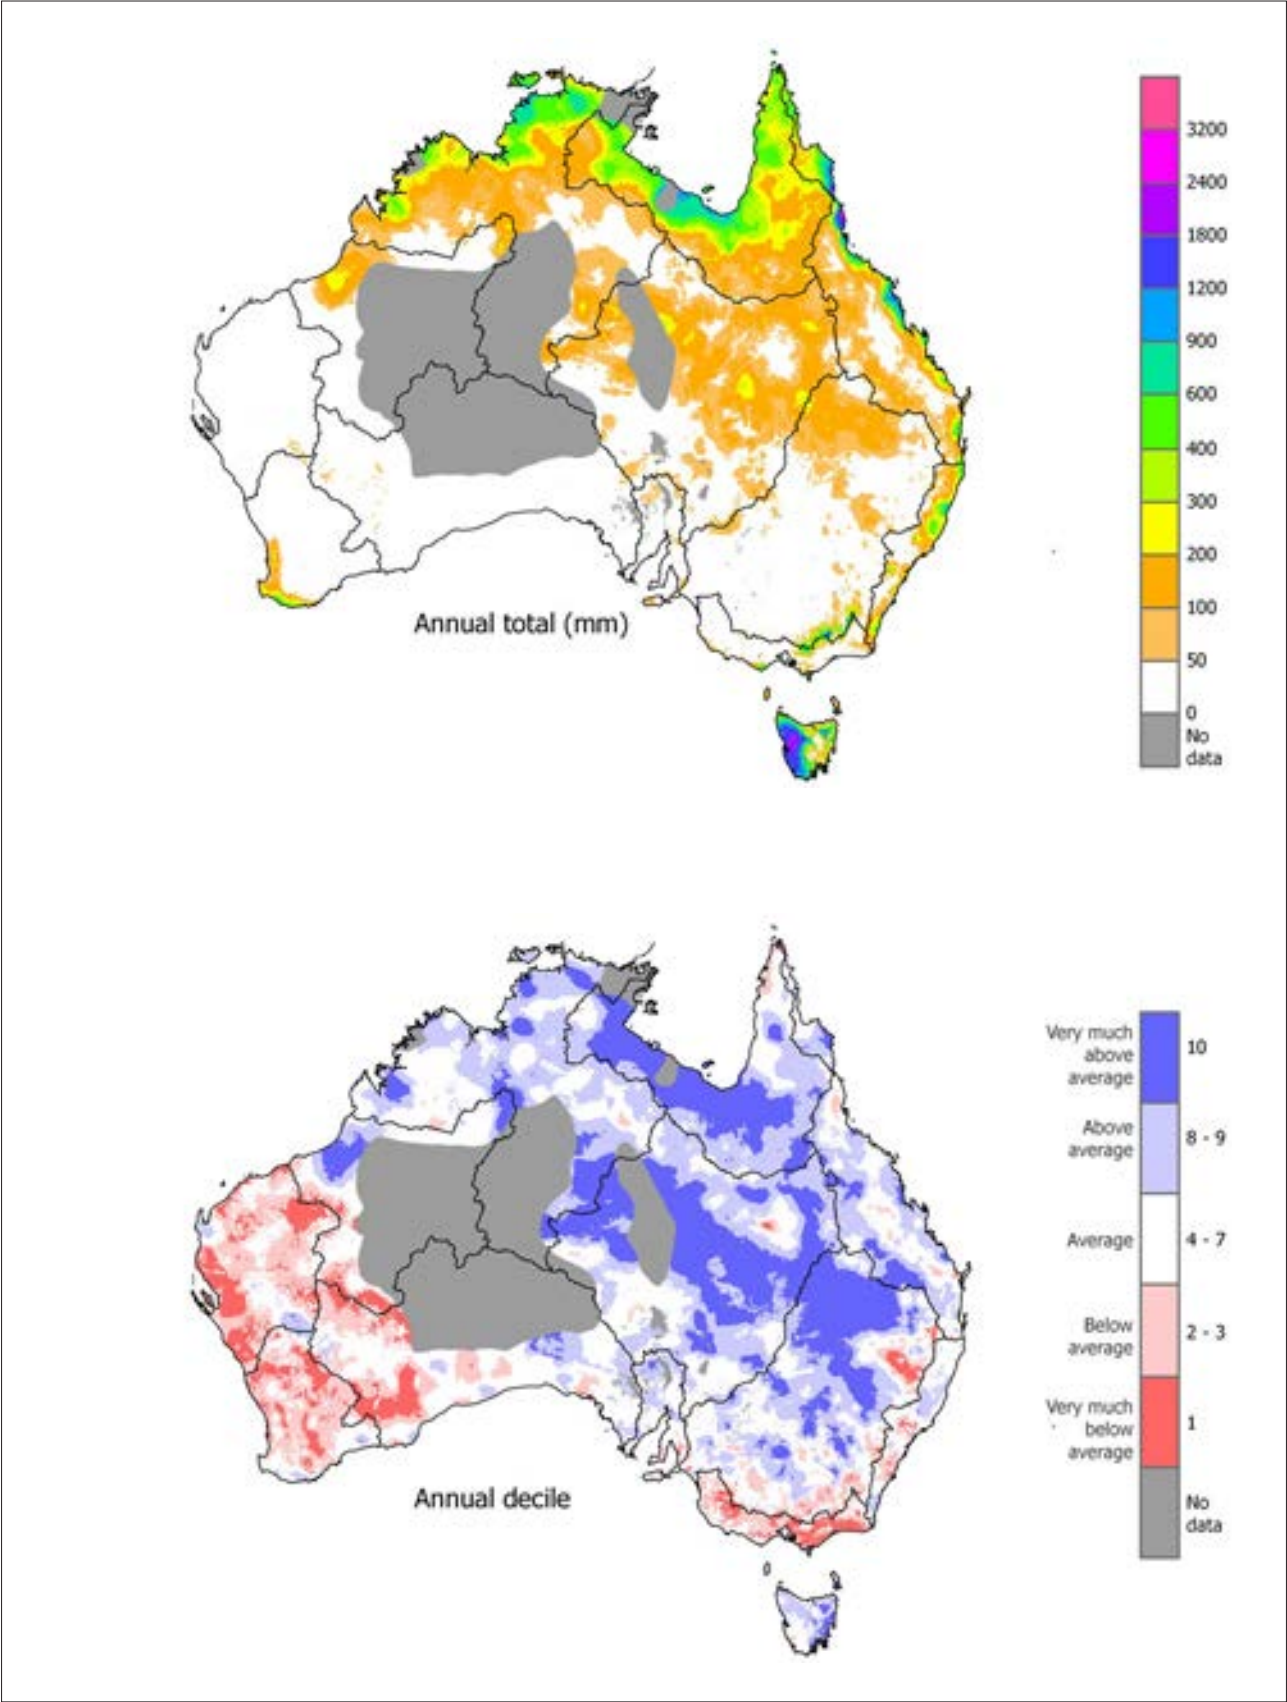 3200
2400
1800
1200
900
600
400
300
200
100
50
0
No
data
Annual total (mm)
Very much
above
average
10
Above
average
8 - 9
Average
4 - 7
Below
average
2 - 3
Very much
below
average
1
No
data
Annual decile